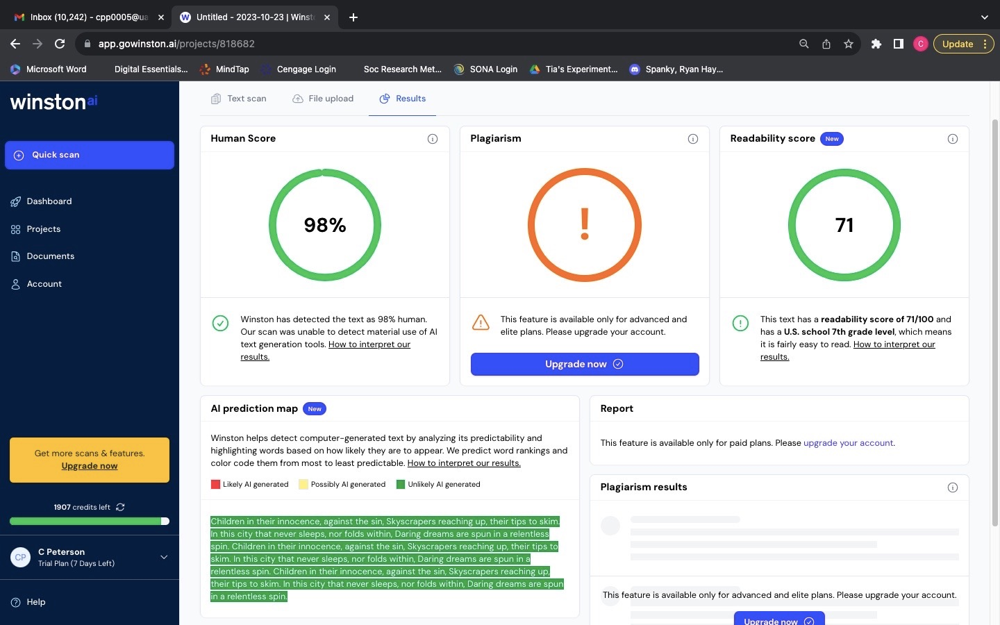 Inbox (10,242) - cpp0005@ua
Untitled - 2023-10-23 | Winst
app.gowinston.ai/projects/818682
C
Update
Microsoft Word
Digital Essentials...
MindTap
Cengage Login
Soc Research Met...
SONA Login
Tia's Experiment...
Spanky, Ryan Hay...
winston ai
Text scan
File upload
Results
Quick scan
Dashboard
Projects
Documents
Account
Human Score
98%
Winston has detected the text as 98% human.
Our scan was unable to detect material use of AI
text generation tools. How to interpret our
results.
Plagiarism
!
This feature is available only for advanced and
elite plans. Please upgrade your account.
Upgrade now
Readability score New
71
This text has a readability score of 71/100 and
has a U.S. school 7th grade level, which means
it is fairly easy to read. How to interpret our
results.
AI prediction map New
Winston helps detect computer-generated text by analyzing its predictability and
highlighting words based on how likely they are to appear. We predict word rankings and
color code them from most to least predictable. How to interpret our results.
Likely AI generated
Possibly AI generated
Unlikely AI generated
Children in their innocence, against the sin, Skyscrapers reaching up, their tips to skim.
In this city that never sleeps, nor folds within, Daring dreams are spun in a relentless
spin. Children in their innocence, against the sin, Skyscrapers reaching up, their tips to
skim. In this city that never sleeps, nor folds within, Daring dreams are spun in a
relentless spin. Children in their innocence, against the sin, Skyscrapers reaching up,
their tips to skim. In this city that never sleeps, nor folds within, Daring dreams are spun
in a relentless spin.
Report
This feature is available only for paid plans. Please upgrade your account.
Plagiarism results
This feature is available only for advanced and elite plans. Please upgrade your account.
Upgrade now
Get more scans & features.
Upgrade now
1907 credits left
CP
C Peterson
Trial Plan (7 Days Left)
Help